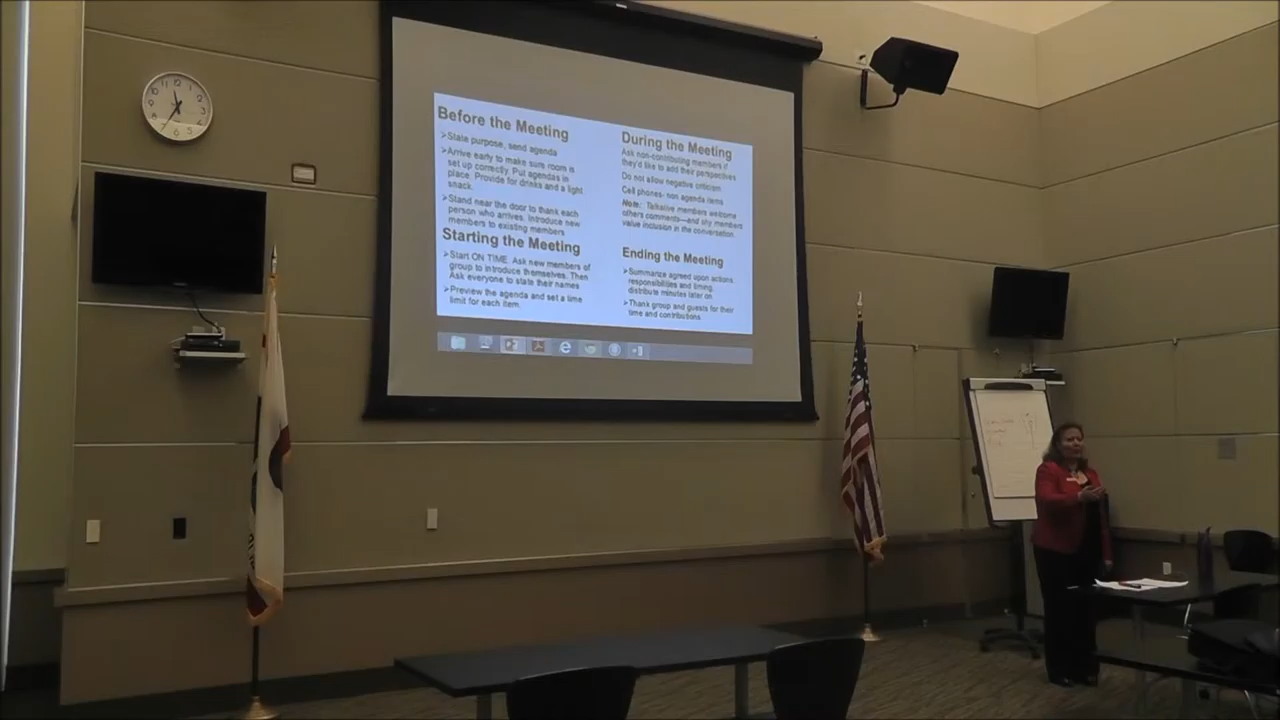 Before the Meeting
➢State purpose, send agenda
➢Arrive early to make sure room is
set up correctly. Put agendas in
place. Provide for drinks and a light
snack.
➢Stand near the door to thank each
person who arrives. Introduce new
members to existing members
Starting the Meeting
➢Start ON TIME. Ask new members of
group to introduce themselves. Then
Ask everyone to state their names
➢Preview the agenda and set a time
limit for each item.
During the Meeting
Ask non-contributing members if
they'd like to add their perspectives
Do not allow negative criticism
Cell phones- non agenda items
Note: Talkative members welcome
others comments—and shy members
value inclusion in the conversation.
Ending the Meeting
➢Summarize agreed upon actions,
responsibilities and timing.
distribute minutes later on
➢Thank group and guests for their
time and contributions